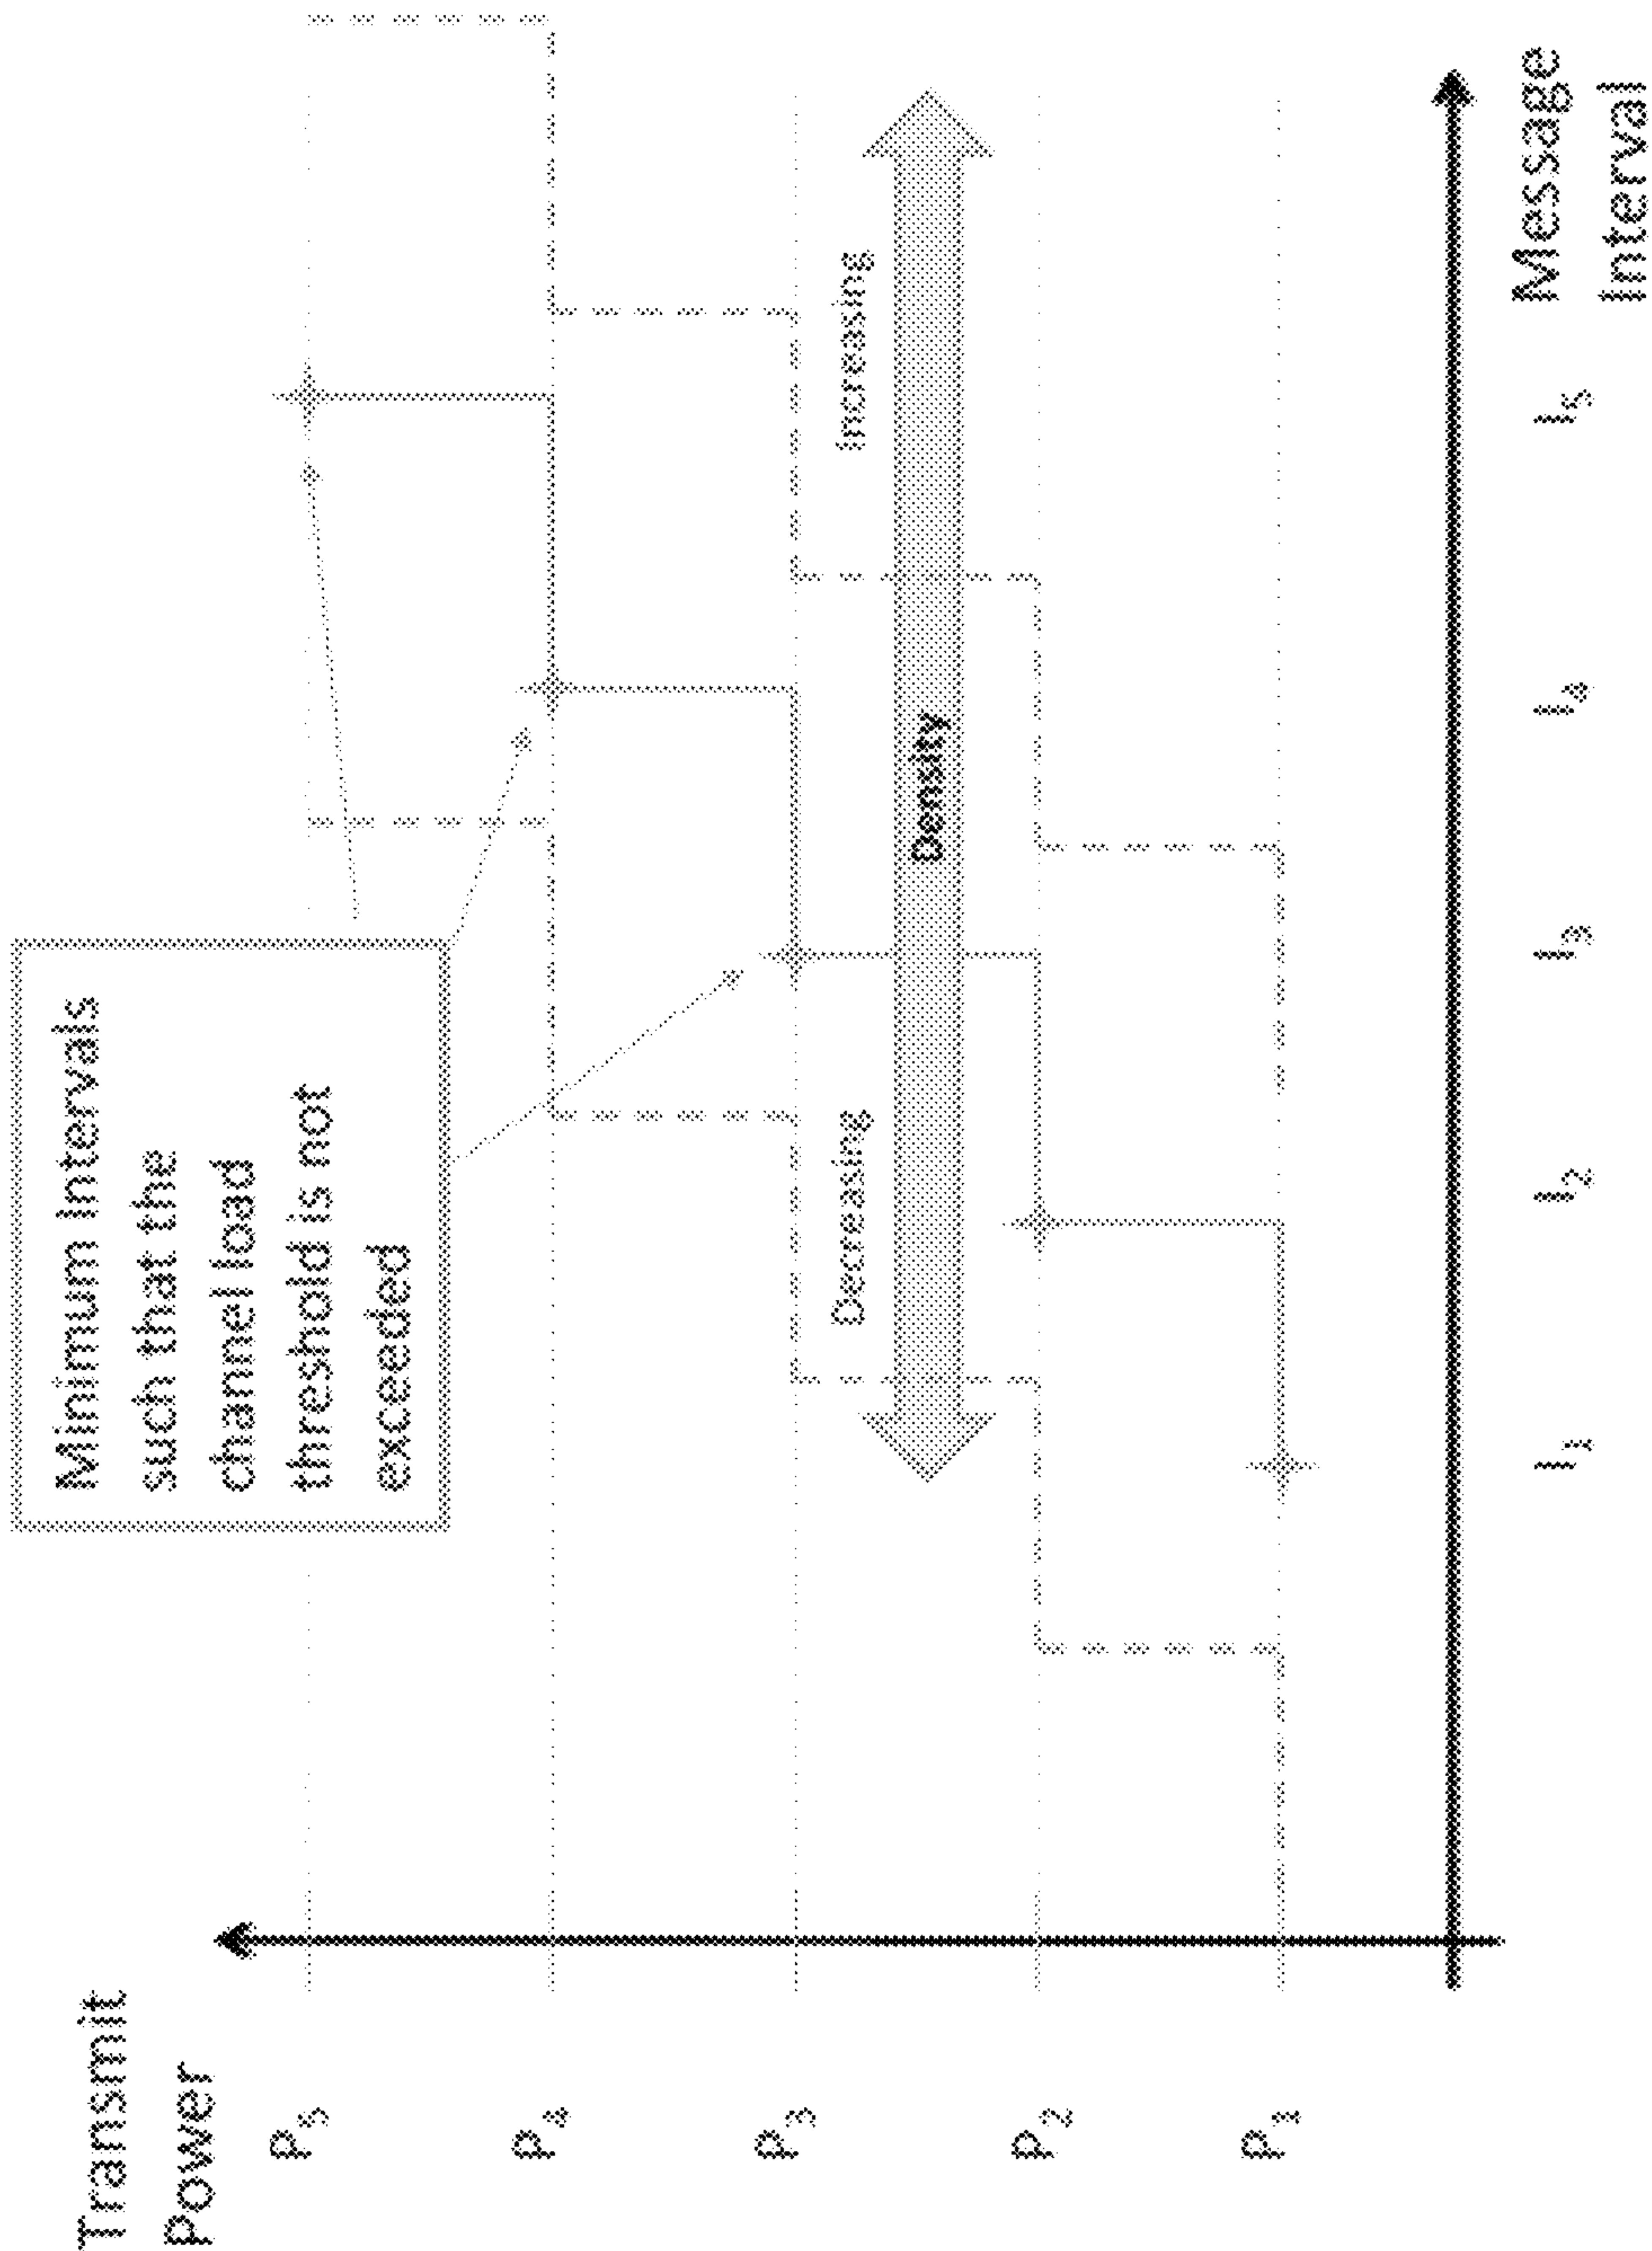 Transmit
Power
Minimum Intervals
such that the
channel load
threshold is not
exceeded
P5
P4
P3
P2
P1
Decreasing
Increasing
Density
I1
I2
I3
I4
I5
Message
Interval